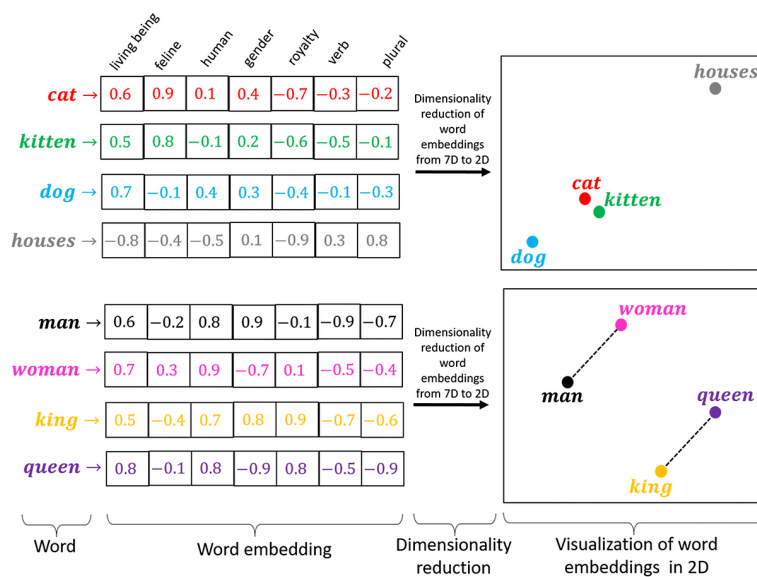 living being feline human gender royalty verb plural
cat → 0.6 0.9 0.1 0.4 −0.7 −0.3 −0.2
kitten → 0.5 0.8 −0.1 0.2 −0.6 −0.5 −0.1
dog → 0.7 −0.1 0.4 0.3 −0.4 −0.1 −0.3
houses → −0.8 −0.4 −0.5 0.1 −0.9 0.3 0.8
Dimensionality
reduction of
word
embeddings
from 7D to 2D
houses
cat
kitten
dog
man → 0.6 −0.2 0.8 0.9 −0.1 −0.9 −0.7
woman → 0.7 0.3 0.9 −0.7 0.1 −0.5 −0.4
king → 0.5 −0.4 0.7 0.8 0.9 −0.7 −0.6
queen → 0.8 −0.1 0.8 −0.9 0.8 −0.5 −0.9
Dimensionality
reduction of
word
embeddings
from 7D to 2D
woman
man
queen
king
Word
Word embedding
Dimensionality
reduction
Visualization of word
embeddings in 2D